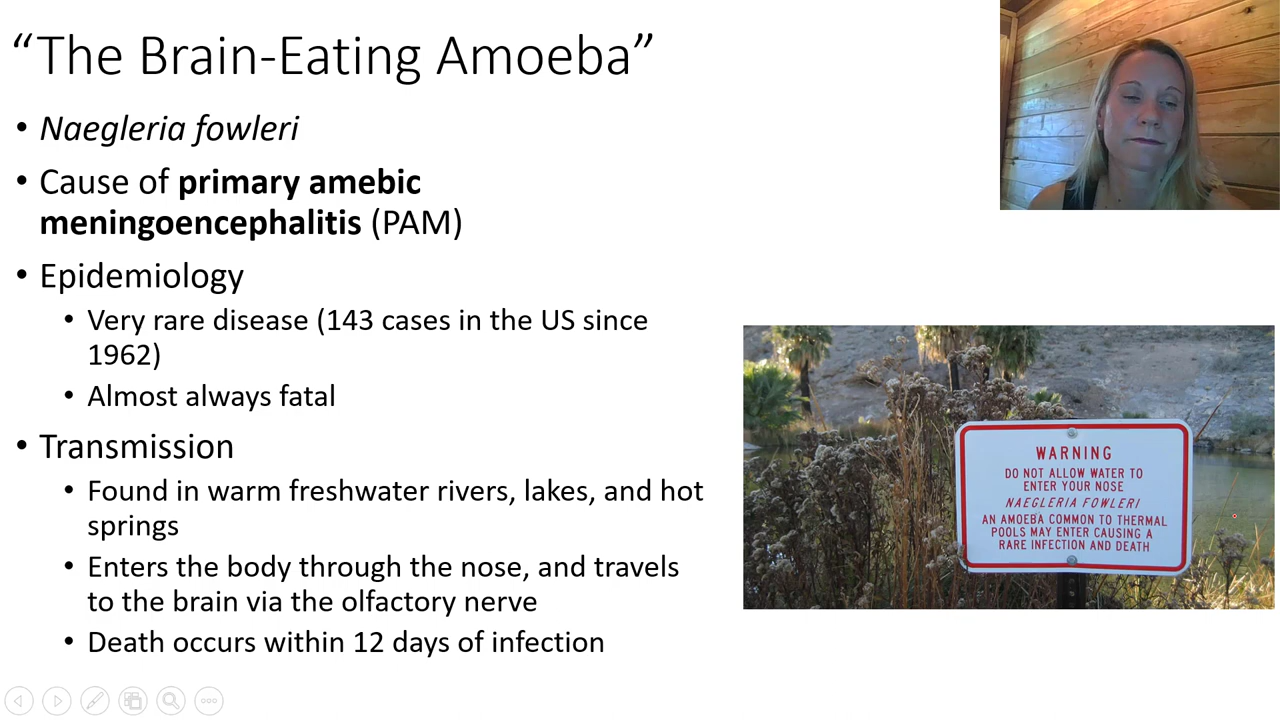 “The Brain-Eating Amoeba”
• Naegleria fowleri
• Cause of primary amebic
meningoencephalitis (PAM)
• Epidemiology
• Very rare disease (143 cases in the US since
1962)
• Almost always fatal
• Transmission
• Found in warm freshwater rivers, lakes, and hot
springs
• Enters the body through the nose, and travels
to the brain via the olfactory nerve
• Death occurs within 12 days of infection
WARNING
DO NOT ALLOW WATER TO
ENTER YOUR NOSE
NAEGLERIA FOWLERI
AN AMOEBA COMMON TO THERMAL
POOLS MAY ENTER CAUSING A
RARE INFECTION AND DEATH